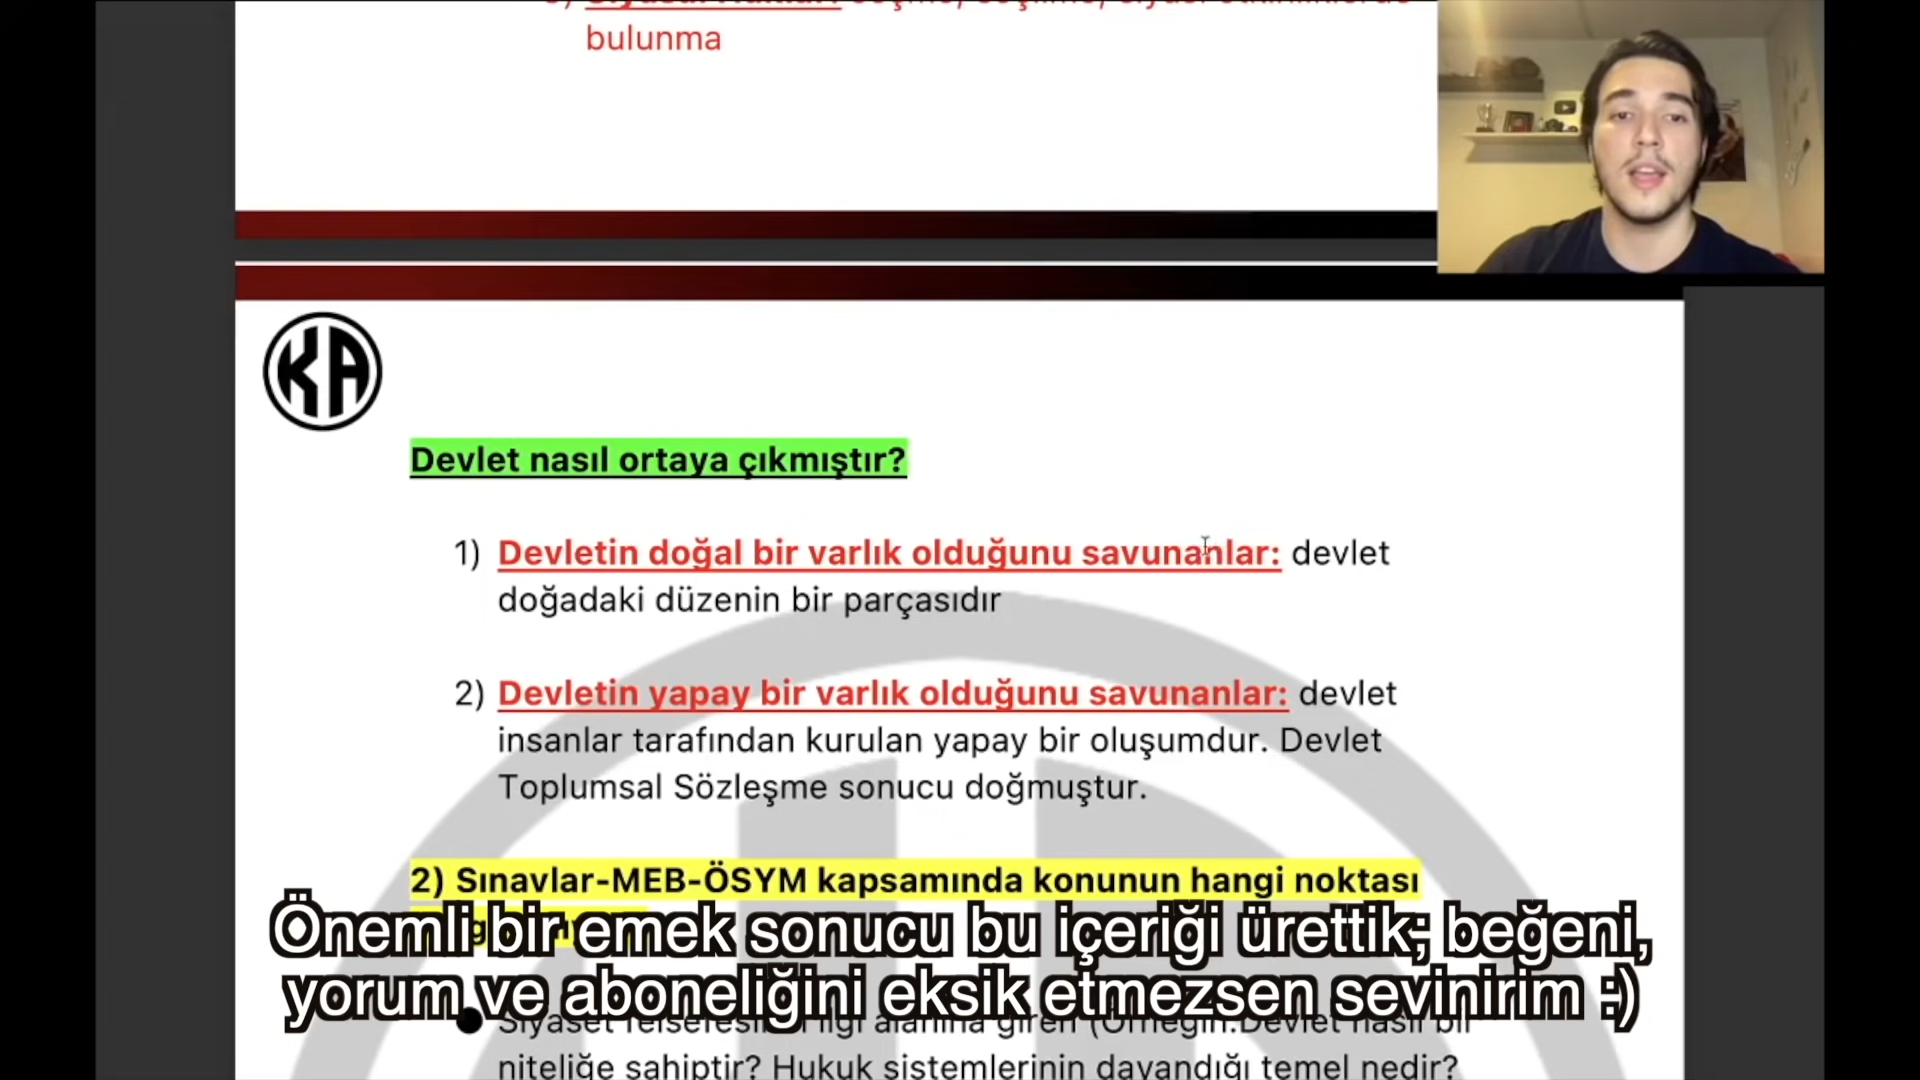 bulunma
KA
Devlet nasıl ortaya çıkmıştır?
1) Devletin doğal bir varlık olduğunu savunanlar: devlet
doğadaki düzenin bir parçasıdır
2) Devletin yapay bir varlık olduğunu savunanlar: devlet
insanlar tarafından kurulan yapay bir oluşumdur. Devlet
Toplumsal Sözleşme sonucu doğmuştur.
2) Sınavlar-MEB-ÖSYM kapsamında konunun hangi noktası
Önemli bir emek sonucu bu içeriği ürettik; beğeni,
yorum ve aboneliğini eksik etmezsen sevinirim :)
niteliğe sahiptir? Hukuk sistemlerinin dayandığı temel nedir?